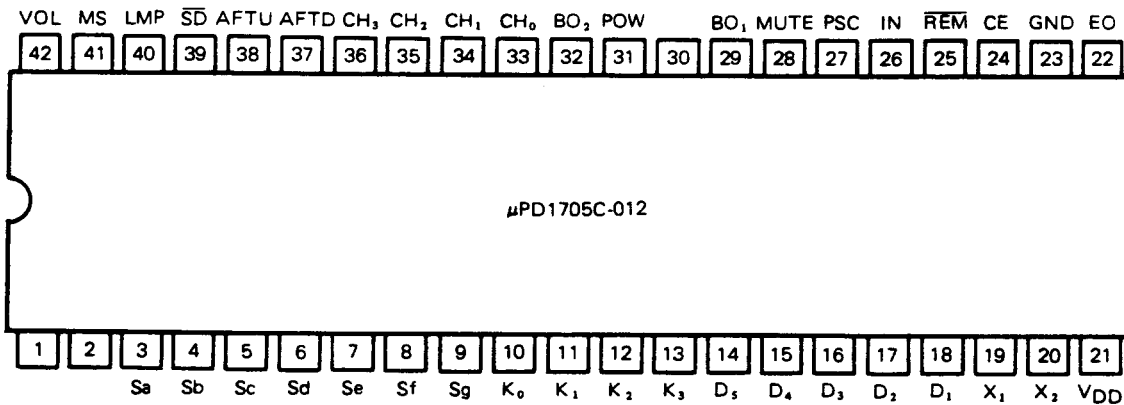 VOL MS LMP S̅D̅ AFTU AFTD CH₃ CH₂ CH₁ CH₀ BO₂ POW BO₁ MUTE PSC IN R̅E̅M̅ CE GND EO
42 41 40 39 38 37 36 35 34 33 32 31 30 29 28 27 26 25 24 23 22
μPD1705C-012
1 2 3 4 5 6 7 8 9 10 11 12 13 14 15 16 17 18 19 20 21
Sa Sb Sc Sd Se Sf Sg K₀ K₁ K₂ K₃ D₅ D₄ D₃ D₂ D₁ X₁ X₂ VDD